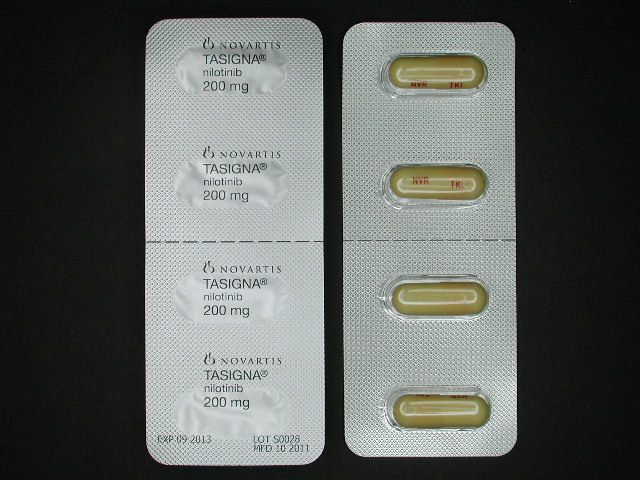 NOVARTIS
TASIGNA®
nilotinib
200 mg
NOVARTIS
TASIGNA®
nilotinib
200 mg
NOVARTIS
TASIGNA®
nilotinib
200 mg
NOVARTIS
TASIGNA®
nilotinib
200 mg
EXP 09 2013
LOT S0028
MFD 10 2011
NVR TKI
NVR TKI